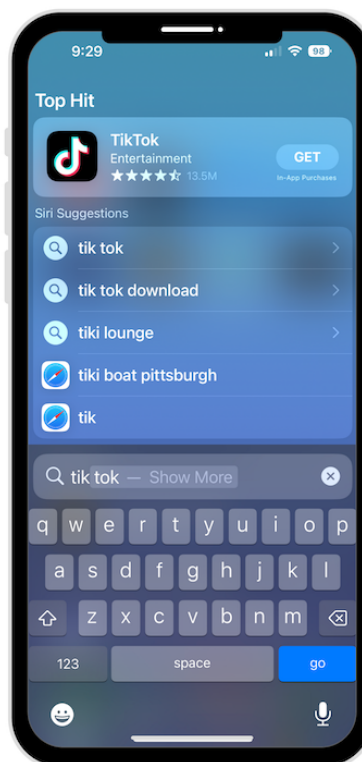 9:29
98
Top Hit
TikTok
Entertainment
GET
13.5M
In-App Purchases
Siri Suggestions
tik tok
tik tok download
tiki lounge
tiki boat pittsburgh
tik
tik tok — Show More
q w e r t y u i o p
a s d f g h j k l
z x c v b n m
123 space go